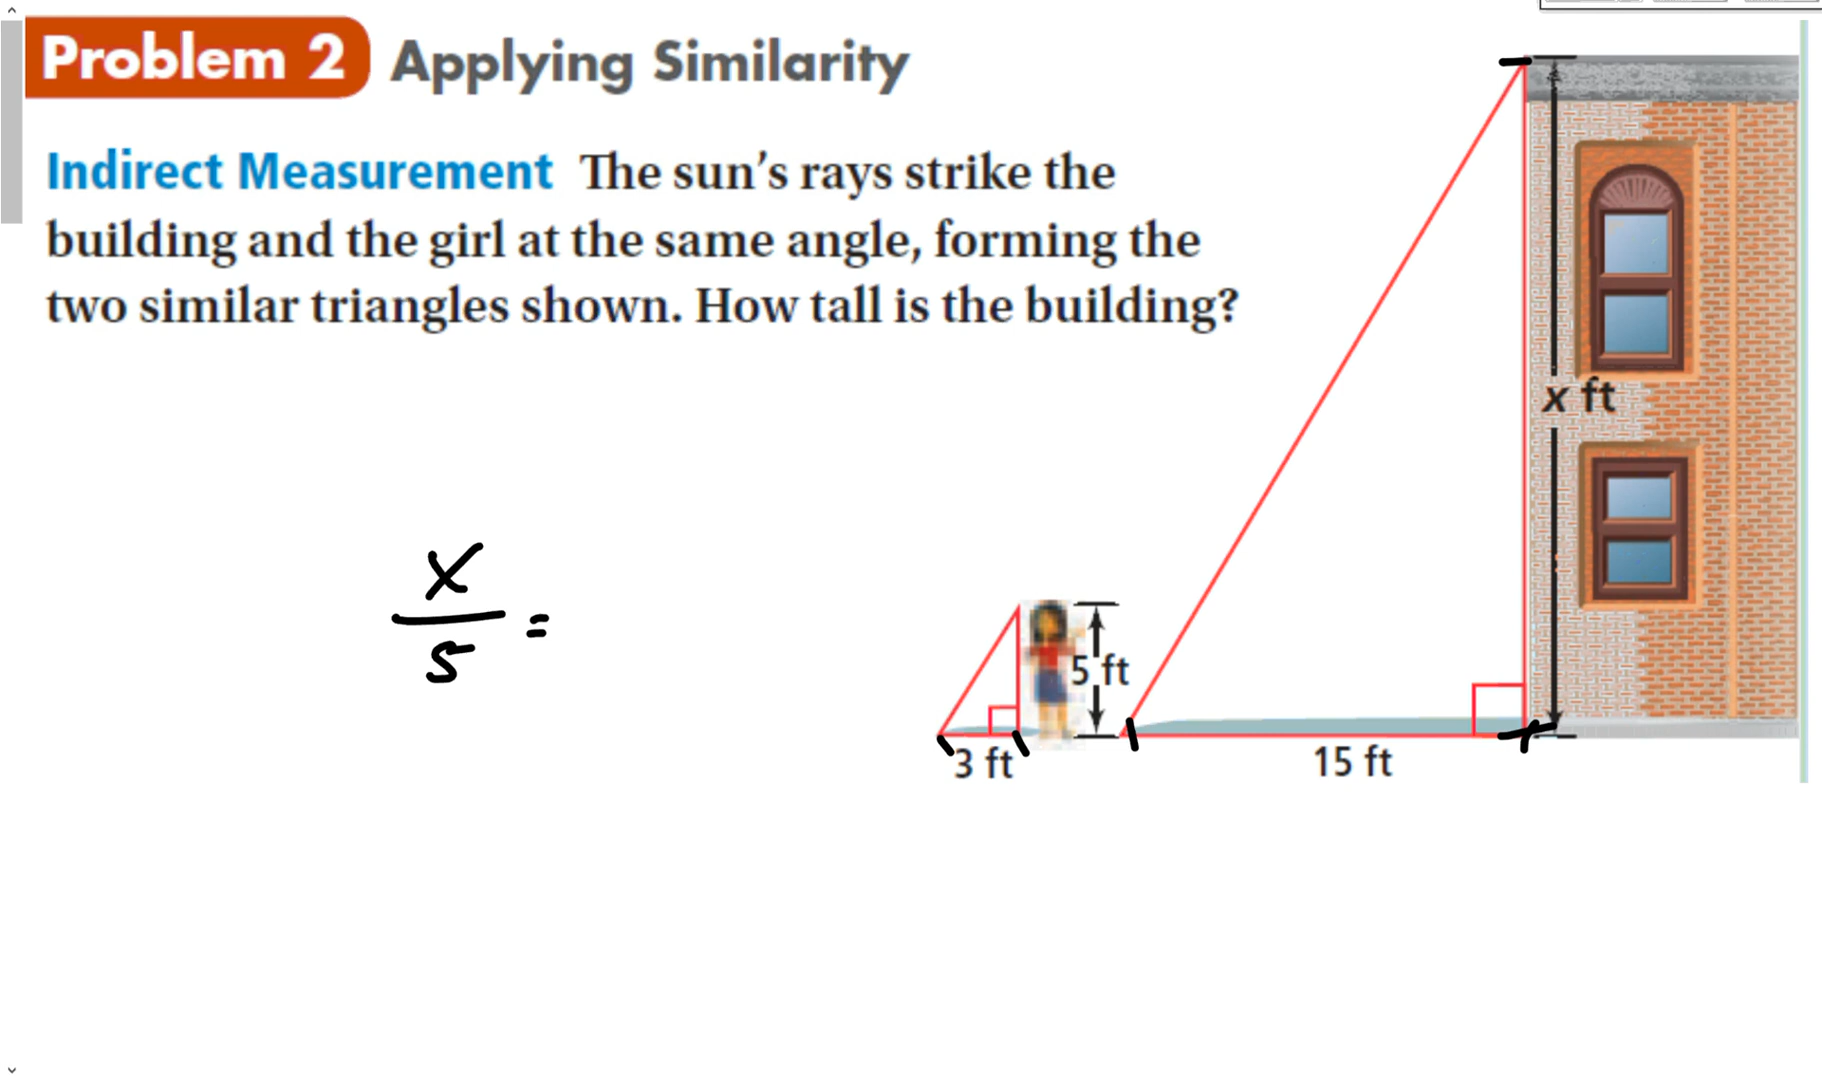 Problem 2 Applying Similarity
Indirect Measurement The sun’s rays strike the
building and the girl at the same angle, forming the
two similar triangles shown. How tall is the building?
x ft
x
5
=
5 ft
3 ft
15 ft